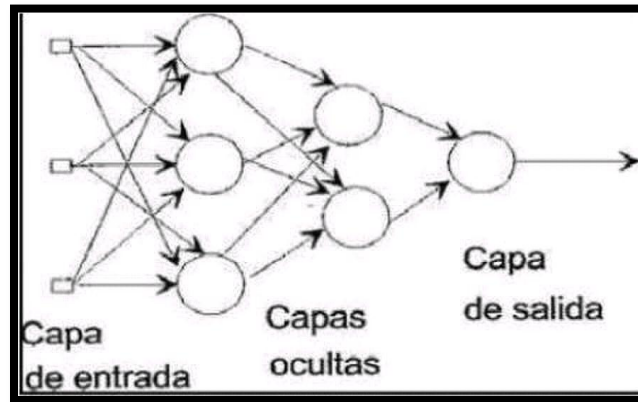 Capa
de entrada
Capas
ocultas
Capa
de salida